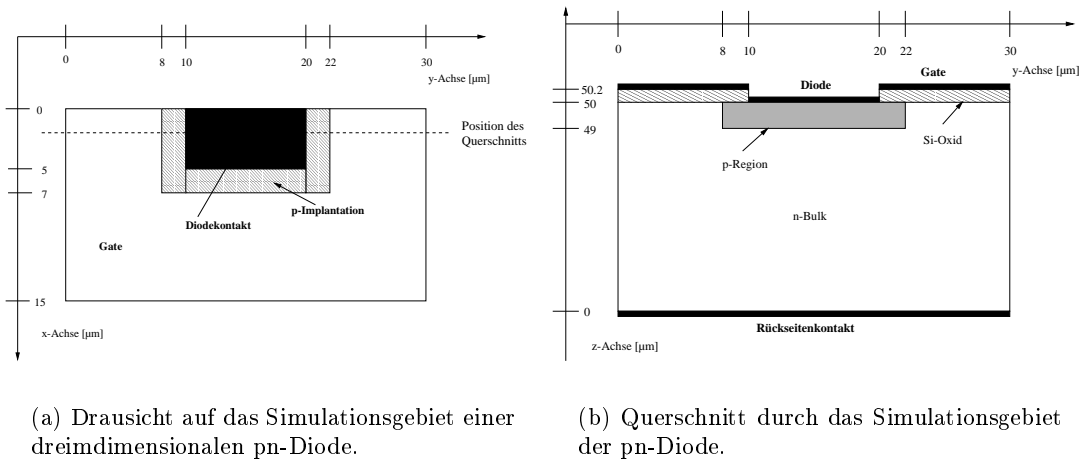 0
8
10
20
22
30
y-Achse [µm]
0
5
7
15
Position des
Querschnitts
p-Implantation
Diodekontakt
Gate
x-Achse [µm]
0
8
10
20
22
30
y-Achse [µm]
Gate
Diode
50.2
50
49
Si-Oxid
p-Region
n-Bulk
0
Rückseitenkontakt
z-Achse [µm]
(a) Drausicht auf das Simulationsgebiet einer
dreimdimensionalen pn-Diode.
(b) Querschnitt durch das Simulationsgebiet
der pn-Diode.